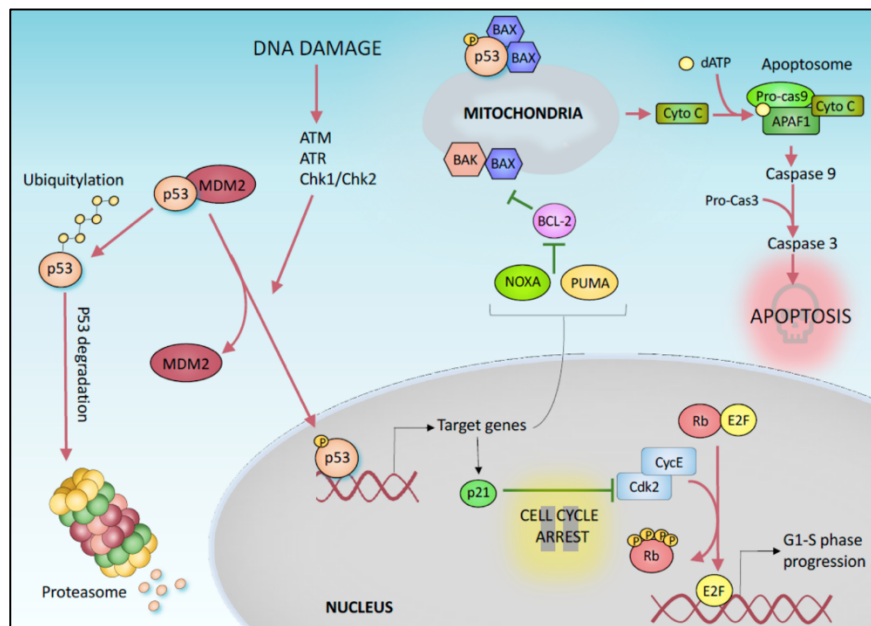 DNA DAMAGE
ATM
ATR
Chk1/Chk2
Ubiquitylation
p53
MDM2
p53
P53 degradation
MDM2
Proteasome
P
p53
BAX
BAX
MITOCHONDRIA
BAK
BAX
BCL-2
NOXA
PUMA
Cyto C
dATP
Apoptosome
Pro-cas9
APAF1
Cyto C
Caspase 9
Pro-Cas3
Caspase 3
APOPTOSIS
P
p53
Target genes
p21
CELL CYCLE
ARREST
CycE
Cdk2
Rb
E2F
P
P
P
P
Rb
E2F
G1-S phase
progression
NUCLEUS